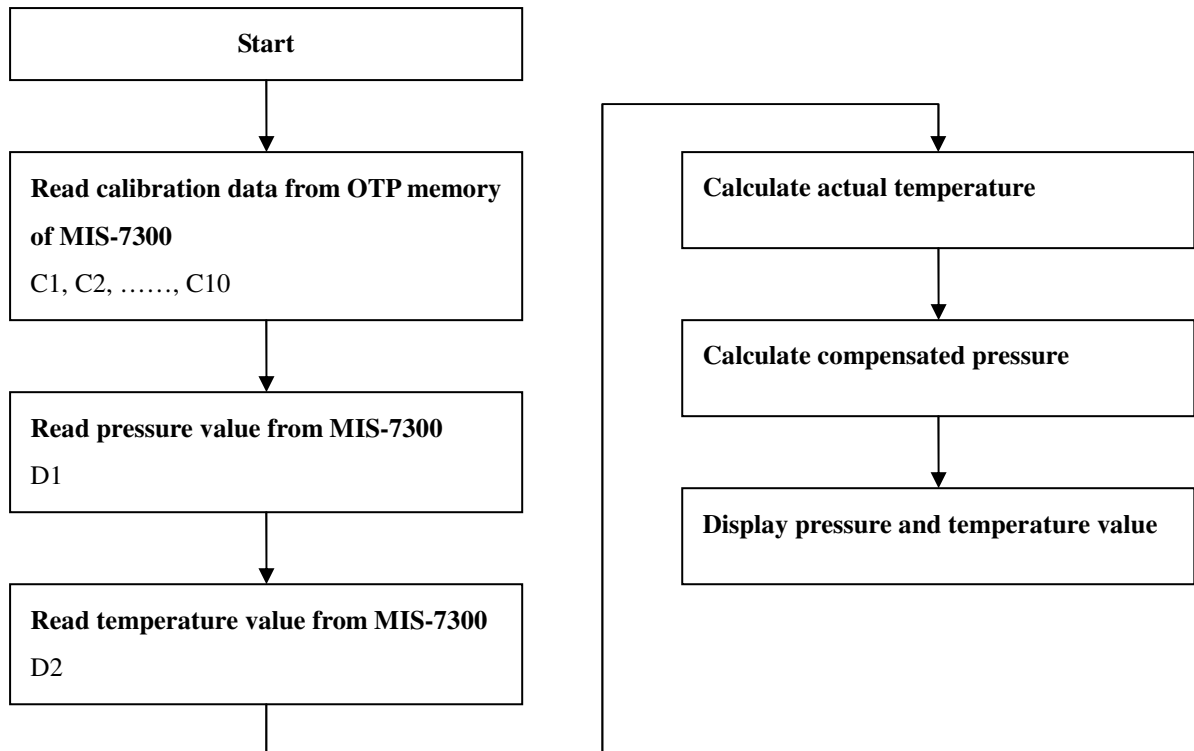 Start
Read calibration data from OTP memory
of MIS-7300
C1, C2, ……, C10
Read pressure value from MIS-7300
D1
Read temperature value from MIS-7300
D2
Calculate actual temperature
Calculate compensated pressure
Display pressure and temperature value